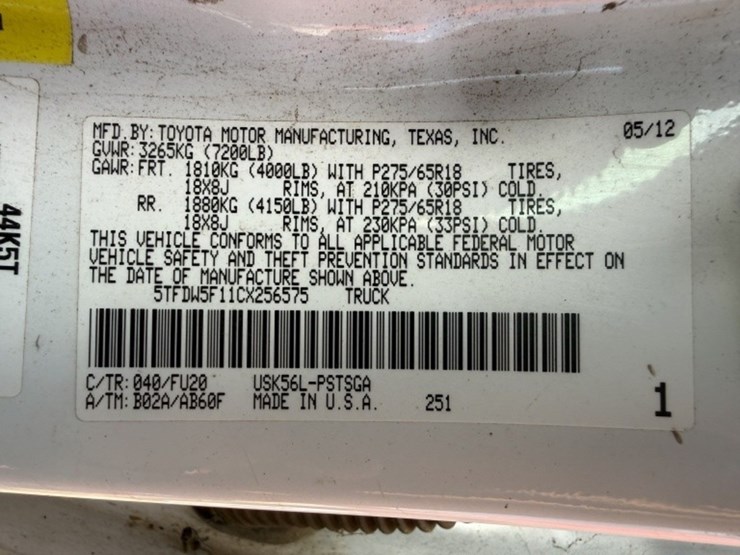 MFD.BY: TOYOTA MOTOR MANUFACTURING, TEXAS, INC. 05/12
GVWR: 3265KG (7200LB)
GAWR: FRT. 1810KG (4000LB) WITH P275/65R18 TIRES,
18X8J RIMS, AT 210KPA (30PSI) COLD.
RR. 1880KG (4150LB) WITH P275/65R18 TIRES,
18X8J RIMS, AT 230KPA (33PSI) COLD.
THIS VEHICLE CONFORMS TO ALL APPLICABLE FEDERAL MOTOR
VEHICLE SAFETY AND THEFT PREVENTION STANDARDS IN EFFECT ON
THE DATE OF MANUFACTURE SHOWN ABOVE.
5TFDW5F11CX256575 TRUCK
C/TR: 040/FU20 USK56L-PSTSGA
A/TM: B02A/AB60F MADE IN U.S.A. 251 1
44K5T